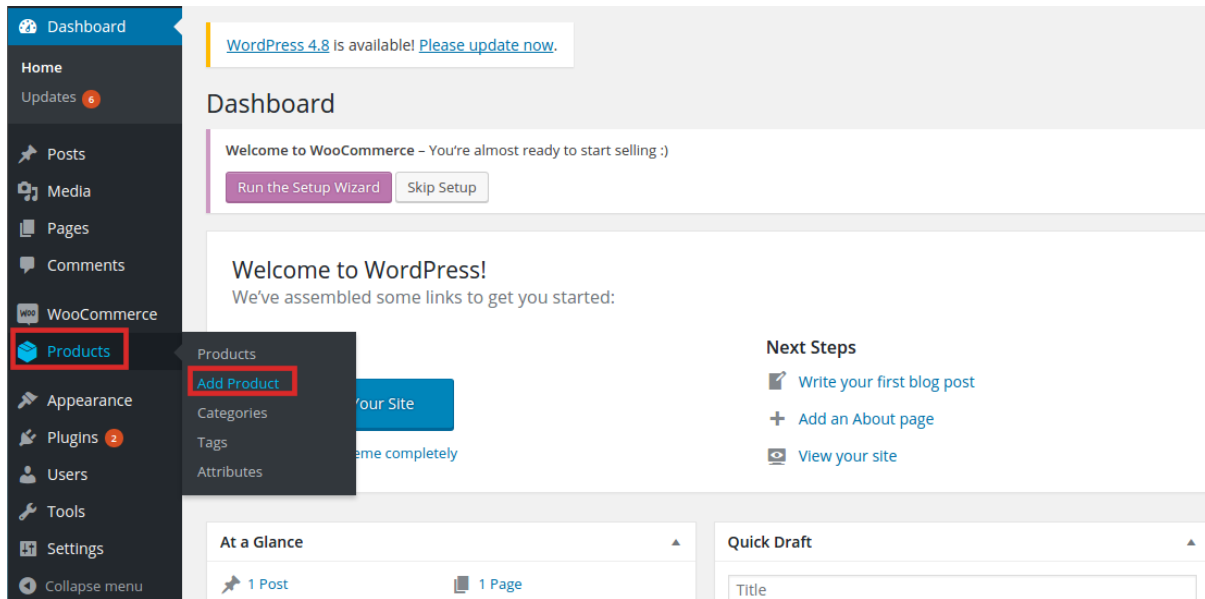 Dashboard
Home
Updates 6
Posts
Media
Pages
Comments
WOO WooCommerce
Products
Appearance
Plugins 2
Users
Tools
Settings
Collapse menu
Products
Add Product
Categories
Tags
Attributes
WordPress 4.8 is available! Please update now.
Dashboard
Welcome to WooCommerce – You're almost ready to start selling :)
Run the Setup Wizard Skip Setup
Welcome to WordPress!
We've assembled some links to get you started:
Your Site
completely
Next Steps
Write your first blog post
Add an About page
View your site
At a Glance
1 Post 1 Page
Quick Draft
Title